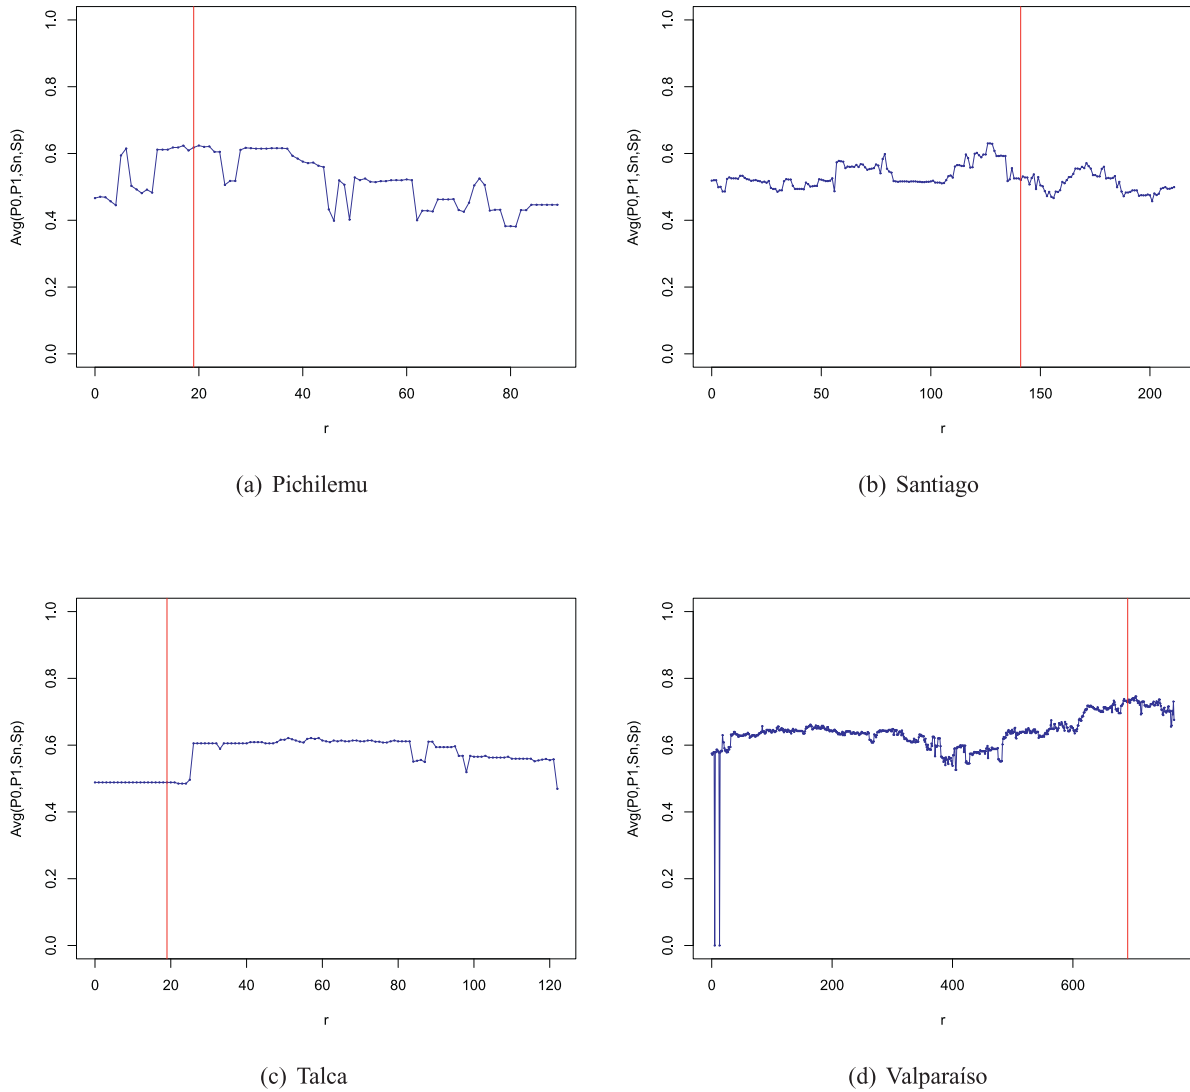 1.0
0.8
0.6
0.4
0.2
0.0
Avg(P0,P1,Sn,Sp)
0 20 40 60 80
r
(a) Pichilemu
1.0
0.8
0.6
0.4
0.2
0.0
Avg(P0,P1,Sn,Sp)
0 50 100 150 200
r
(b) Santiago
1.0
0.8
0.6
0.4
0.2
0.0
Avg(P0,P1,Sn,Sp)
0 20 40 60 80 100 120
r
(c) Talca
1.0
0.8
0.6
0.4
0.2
0.0
Avg(P0,P1,Sn,Sp)
0 200 400 600
r
(d) Valparaíso